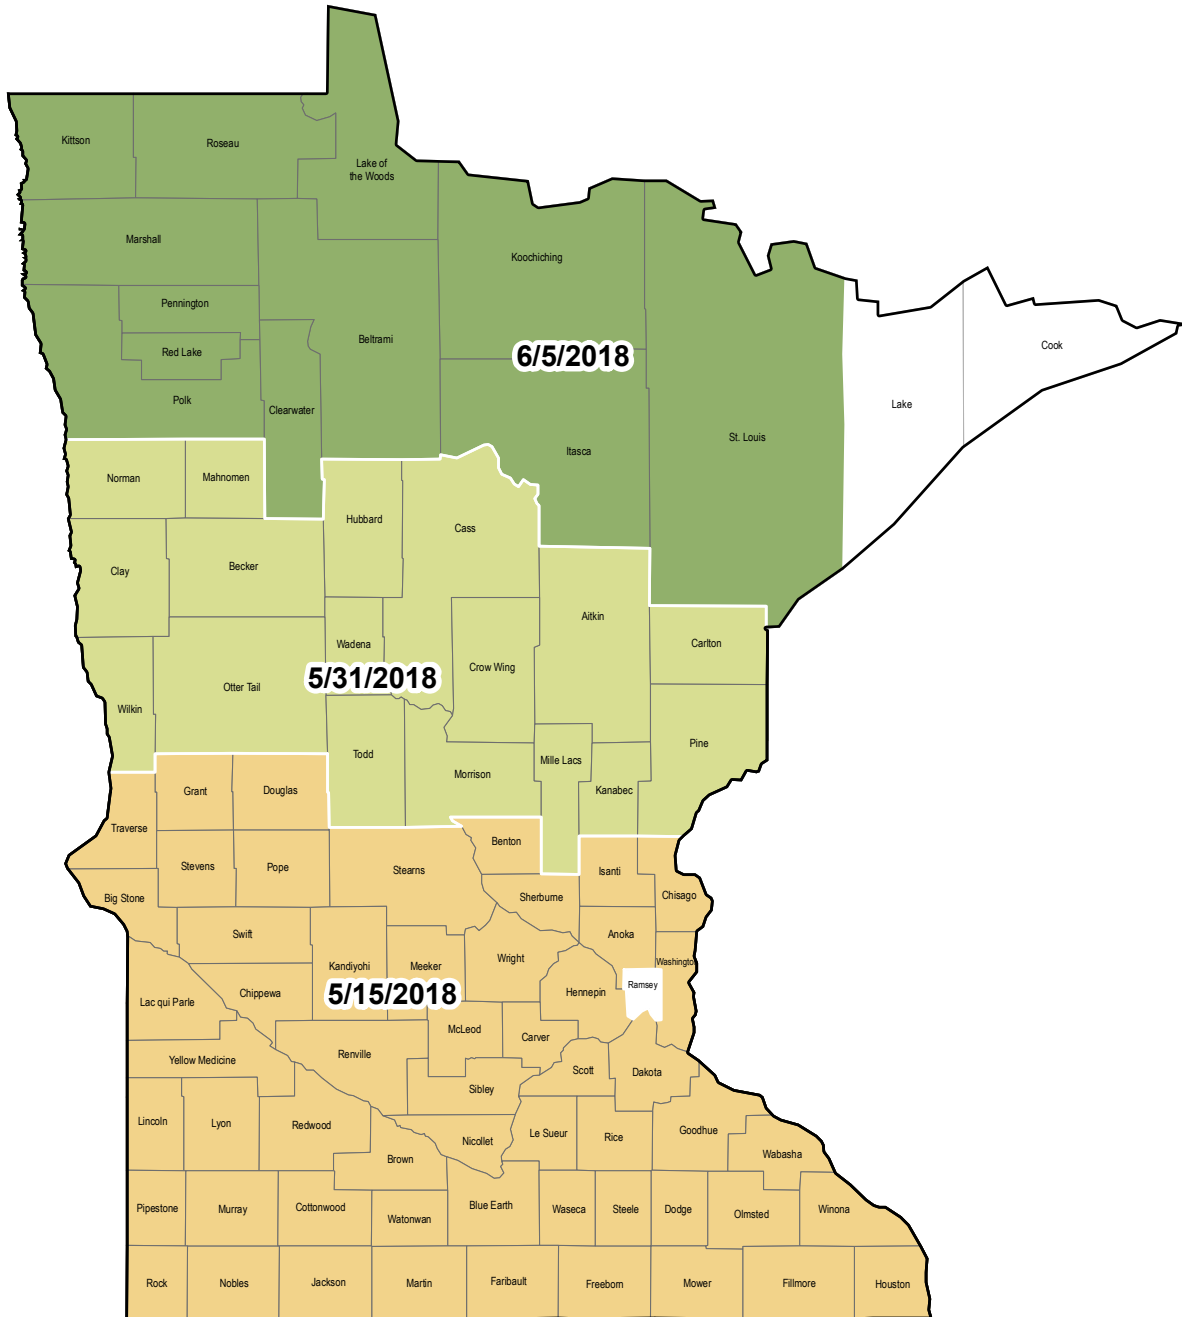 Kittson
Roseau
Lake of
the Woods
Marshall
Koochiching
Pennington
Beltrami
Red Lake
6/5/2018
Cook
Polk
Clearwater
Lake
St. Louis
Itasca
Norman
Mahnomen
Hubbard
Cass
Clay
Becker
Aitkin
Wadena
Carlton
Crow Wing
5/31/2018
Otter Tail
Wilkin
Pine
Todd
Mille Lacs
Morrison
Kanabec
Grant
Douglas
Traverse
Benton
Stevens
Pope
Stearns
Isanti
Big Stone
Sherburne
Chisago
Swift
Anoka
Kandiyohi
Meeker
Wright
Washington
Chippewa
5/15/2018
Hennepin
Ramsey
Lac qui Parle
McLeod
Carver
Renville
Yellow Medicine
Scott
Dakota
Sibley
Lincoln
Lyon
Redwood
Le Sueur
Rice
Goodhue
Nicollet
Wabasha
Brown
Pipestone
Murray
Cottonwood
Watonwan
Blue Earth
Waseca
Steele
Dodge
Olmsted
Winona
Rock
Nobles
Jackson
Martin
Faribault
Freeborn
Mower
Fillmore
Houston